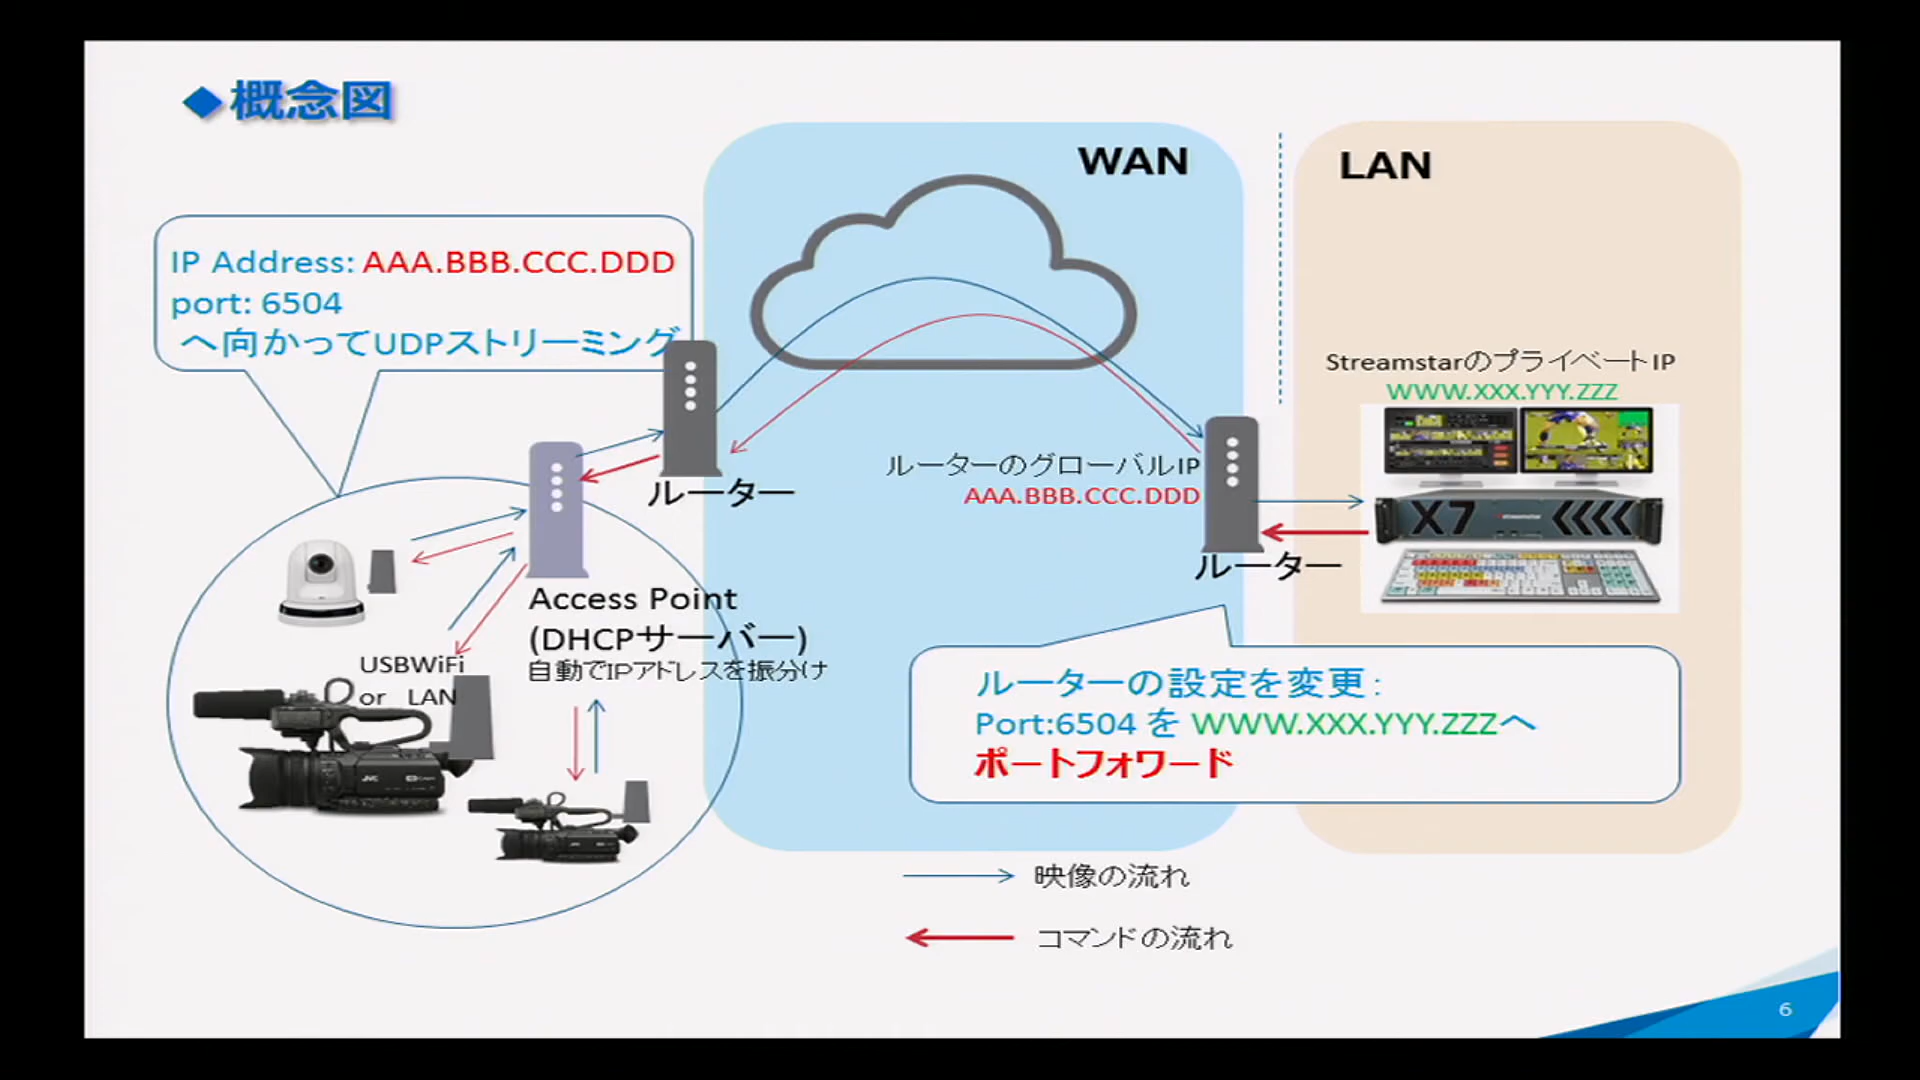 ◆概念図
WAN
LAN
IP Address: AAA.BBB.CCC.DDD
port: 6504
へ向かってUDPストリーミング
StreamstarのプライベートIP
WWW.XXX.YYY.ZZZ
ルーター
ルーターのグローバルIP
AAA.BBB.CCC.DDD
X7
ルーター
Access Point
(DHCPサーバー)
自動でIPアドレスを振分け
USBWiFi
or LAN
JVC
ルーターの設定を変更：
Port:6504 を WWW.XXX.YYY.ZZZへ
ポートフォワード
映像の流れ
コマンドの流れ
6